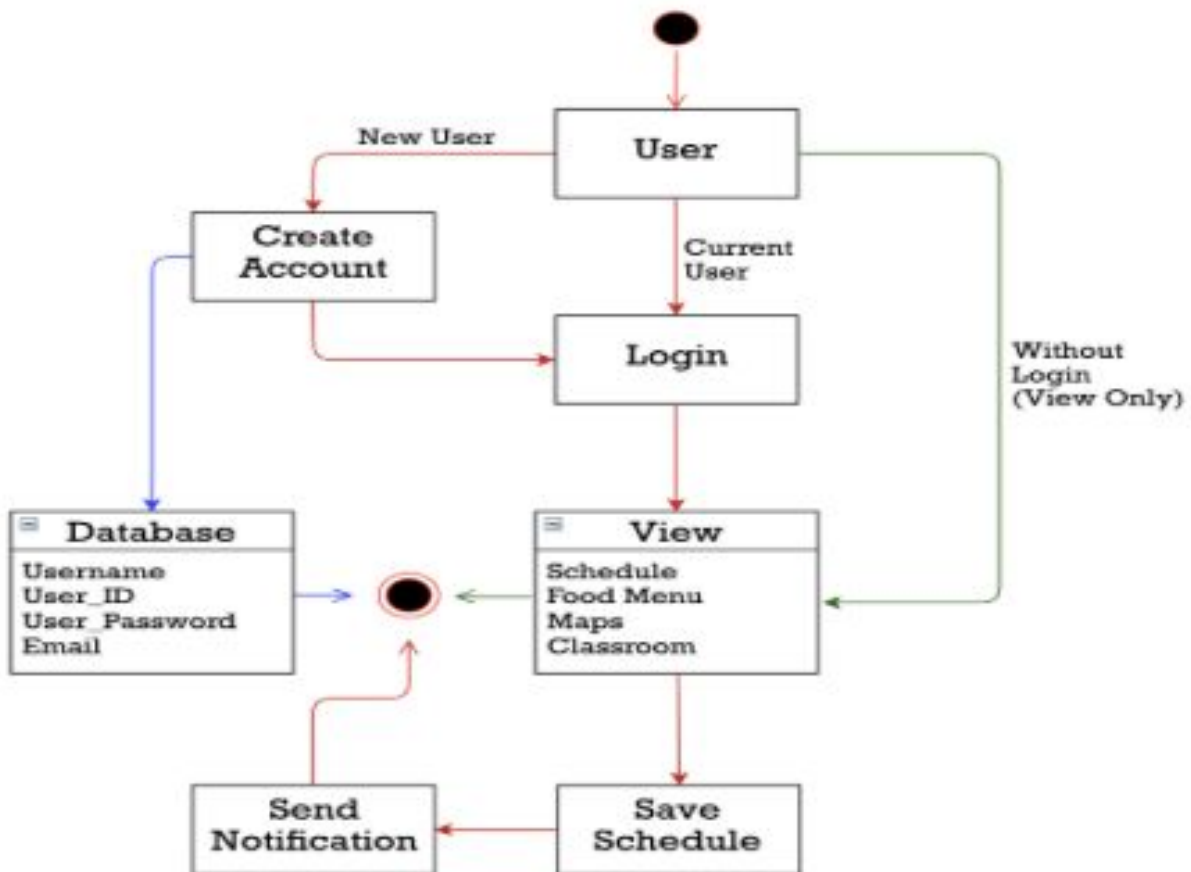 User
New User
Create
Account
Current
User
Login
Without
Login
(View Only)
Database
Username
User_ID
User_Password
Email
View
Schedule
Food Menu
Maps
Classroom
Send
Notification
Save
Schedule